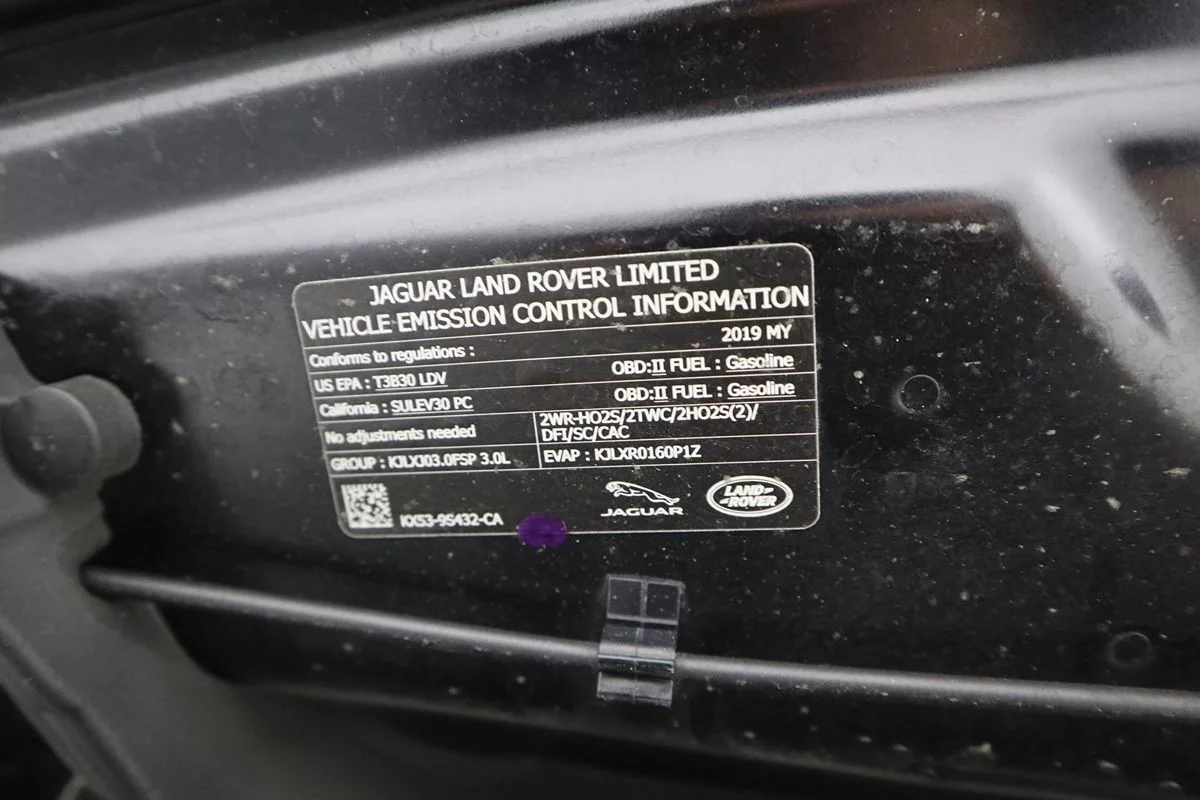 JAGUAR LAND ROVER LIMITED
VEHICLE EMISSION CONTROL INFORMATION
2019 MY
Conforms to regulations :
US EPA : T3B30 LDV OBD:II FUEL : Gasoline
California : SULEV30 PC OBD:II FUEL : Gasoline
No adjustments needed
2WR-HO2S/2TWC/2HO2S(2)/
DFI/SC/CAC
GROUP : KJLXJ03.0FSP 3.0L EVAP : KJLXR0160P1Z
KX53-9S432-CA
JAGUAR
LAND-
-ROVER